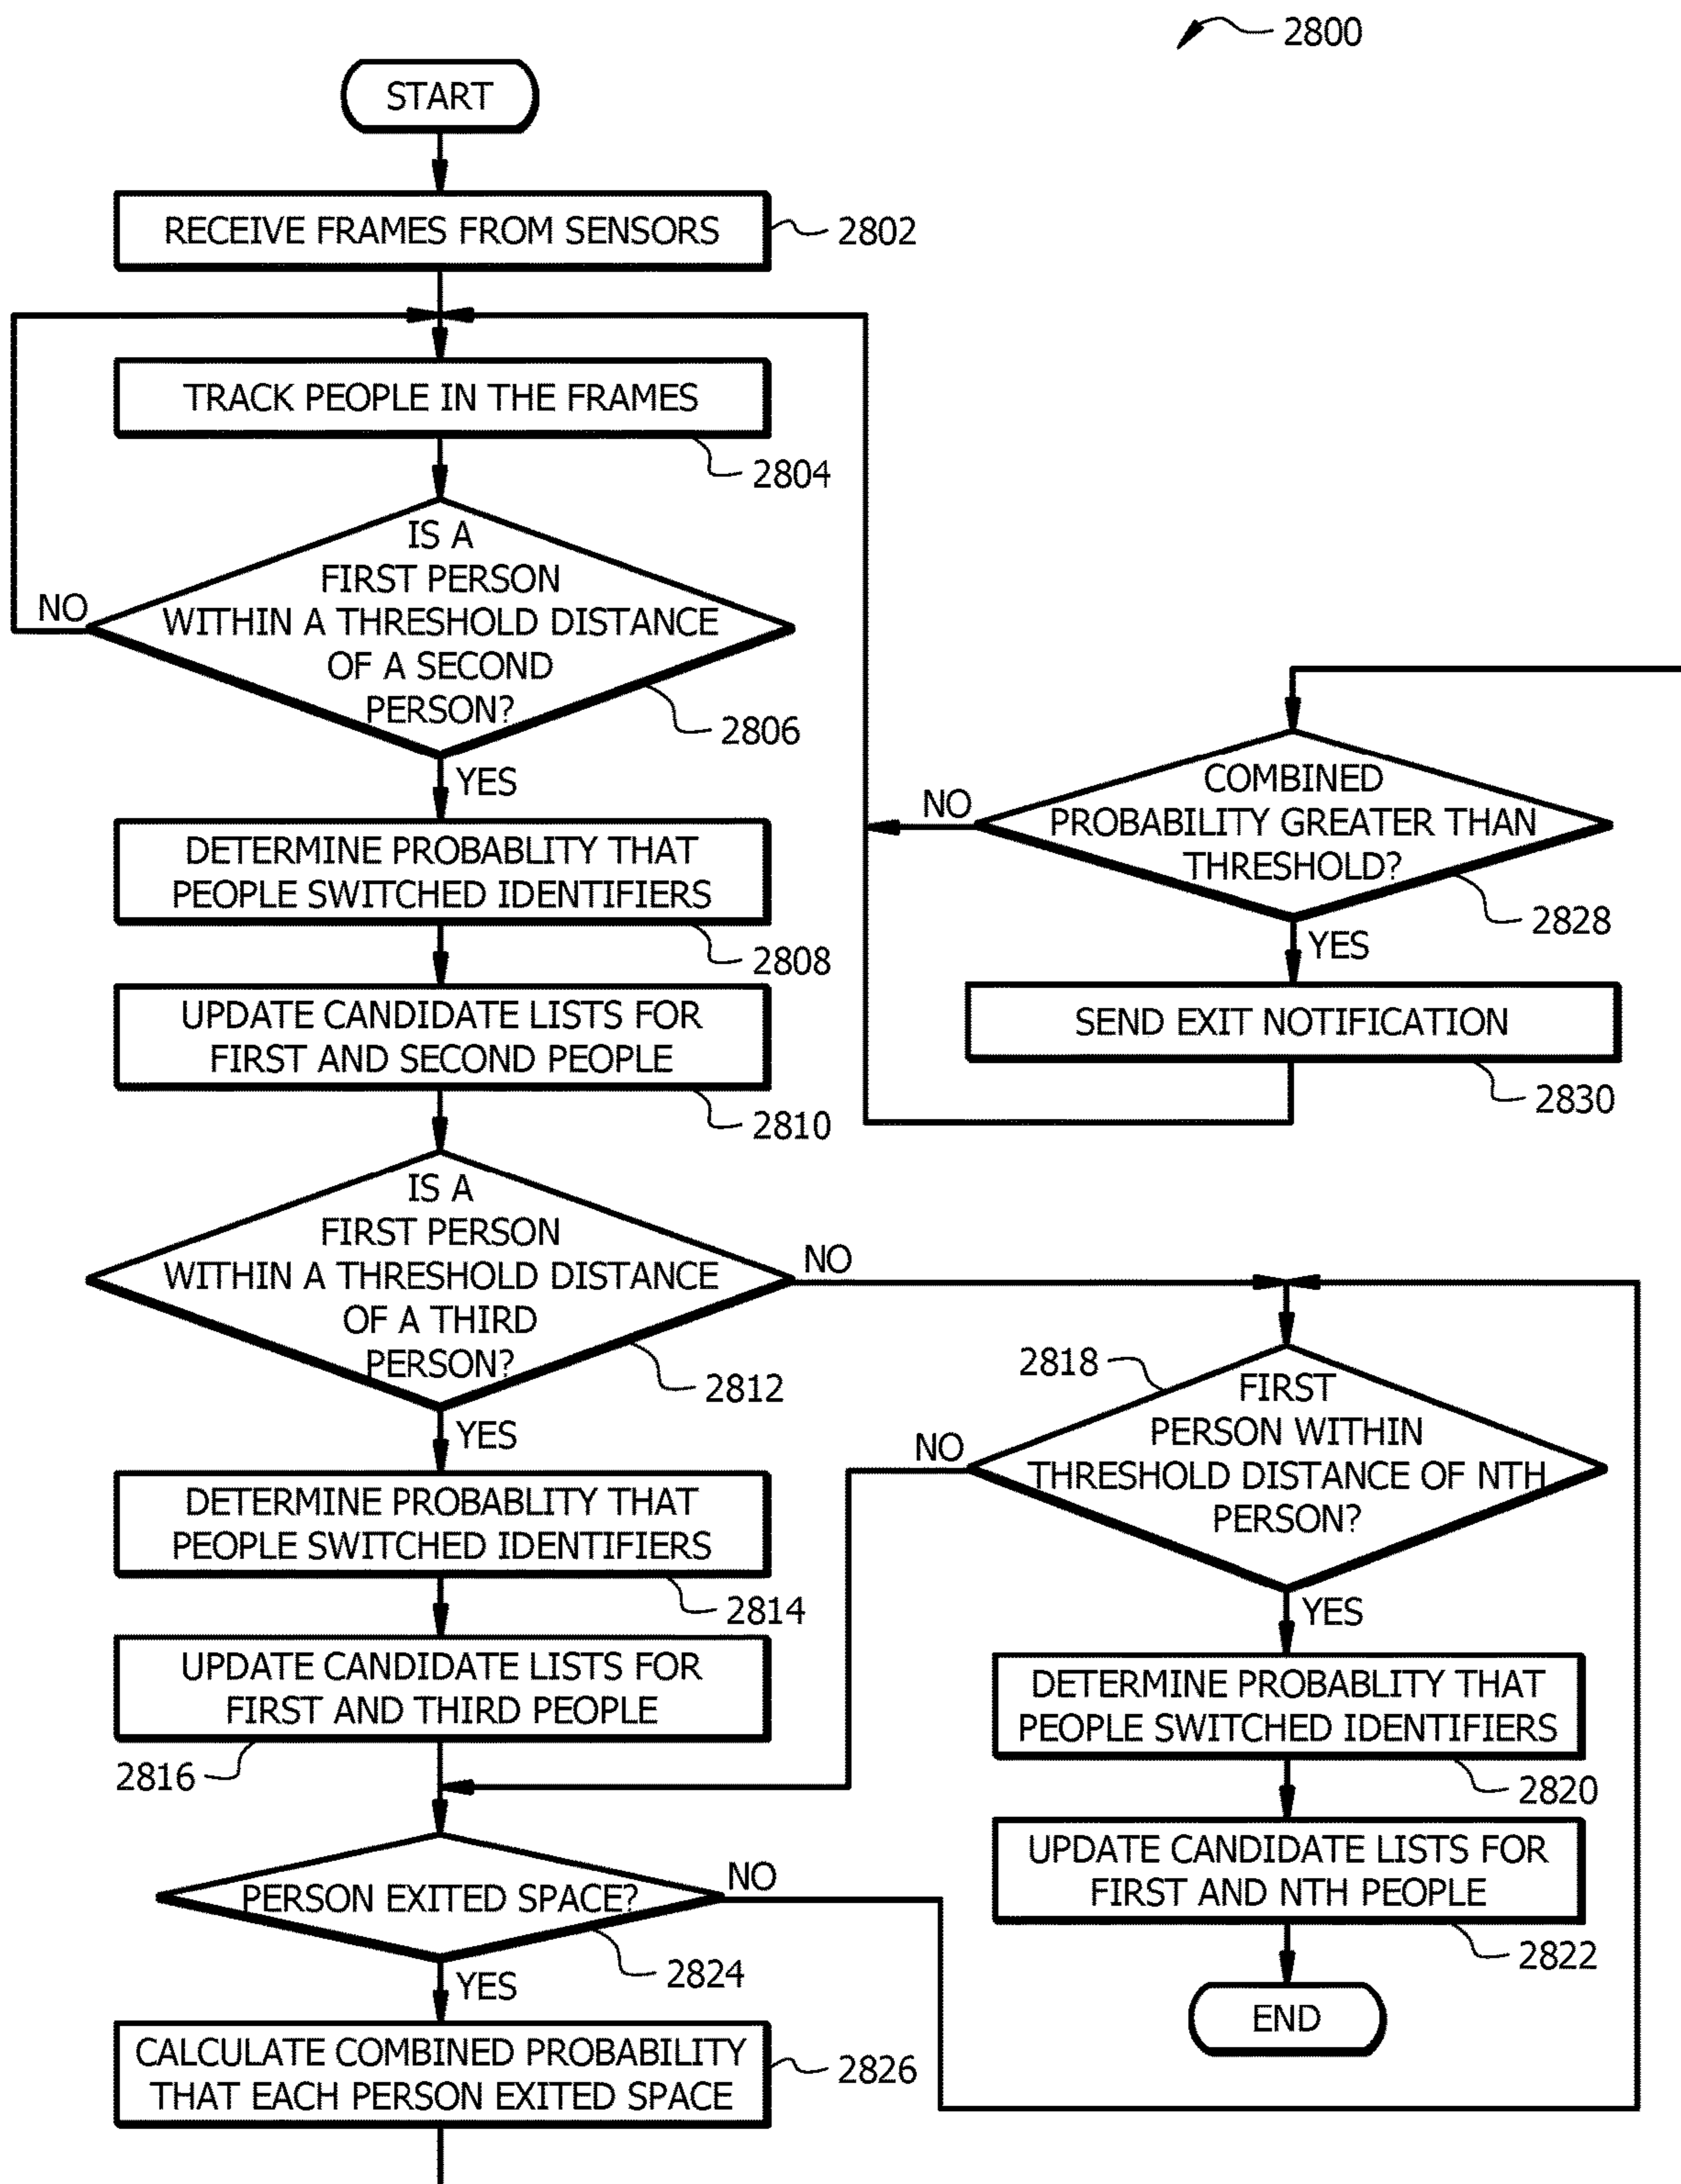 2800
START
RECEIVE FRAMES FROM SENSORS
2802
TRACK PEOPLE IN THE FRAMES
2804
IS A
FIRST PERSON
WITHIN A THRESHOLD DISTANCE
OF A SECOND
PERSON?
2806
NO
YES
DETERMINE PROBABLITY THAT
PEOPLE SWITCHED IDENTIFIERS
2808
UPDATE CANDIDATE LISTS FOR
FIRST AND SECOND PEOPLE
2810
IS A
FIRST PERSON
WITHIN A THRESHOLD DISTANCE
OF A THIRD
PERSON?
2812
NO
YES
DETERMINE PROBABLITY THAT
PEOPLE SWITCHED IDENTIFIERS
2814
UPDATE CANDIDATE LISTS FOR
FIRST AND THIRD PEOPLE
2816
PERSON EXITED SPACE?
2824
NO
YES
CALCULATE COMBINED PROBABILITY
THAT EACH PERSON EXITED SPACE
2826
COMBINED
PROBABILITY GREATER THAN
THRESHOLD?
2828
NO
YES
SEND EXIT NOTIFICATION
2830
2818
FIRST
PERSON WITHIN
THRESHOLD DISTANCE OF NTH
PERSON?
NO
YES
DETERMINE PROBABLITY THAT
PEOPLE SWITCHED IDENTIFIERS
2820
UPDATE CANDIDATE LISTS FOR
FIRST AND NTH PEOPLE
2822
END